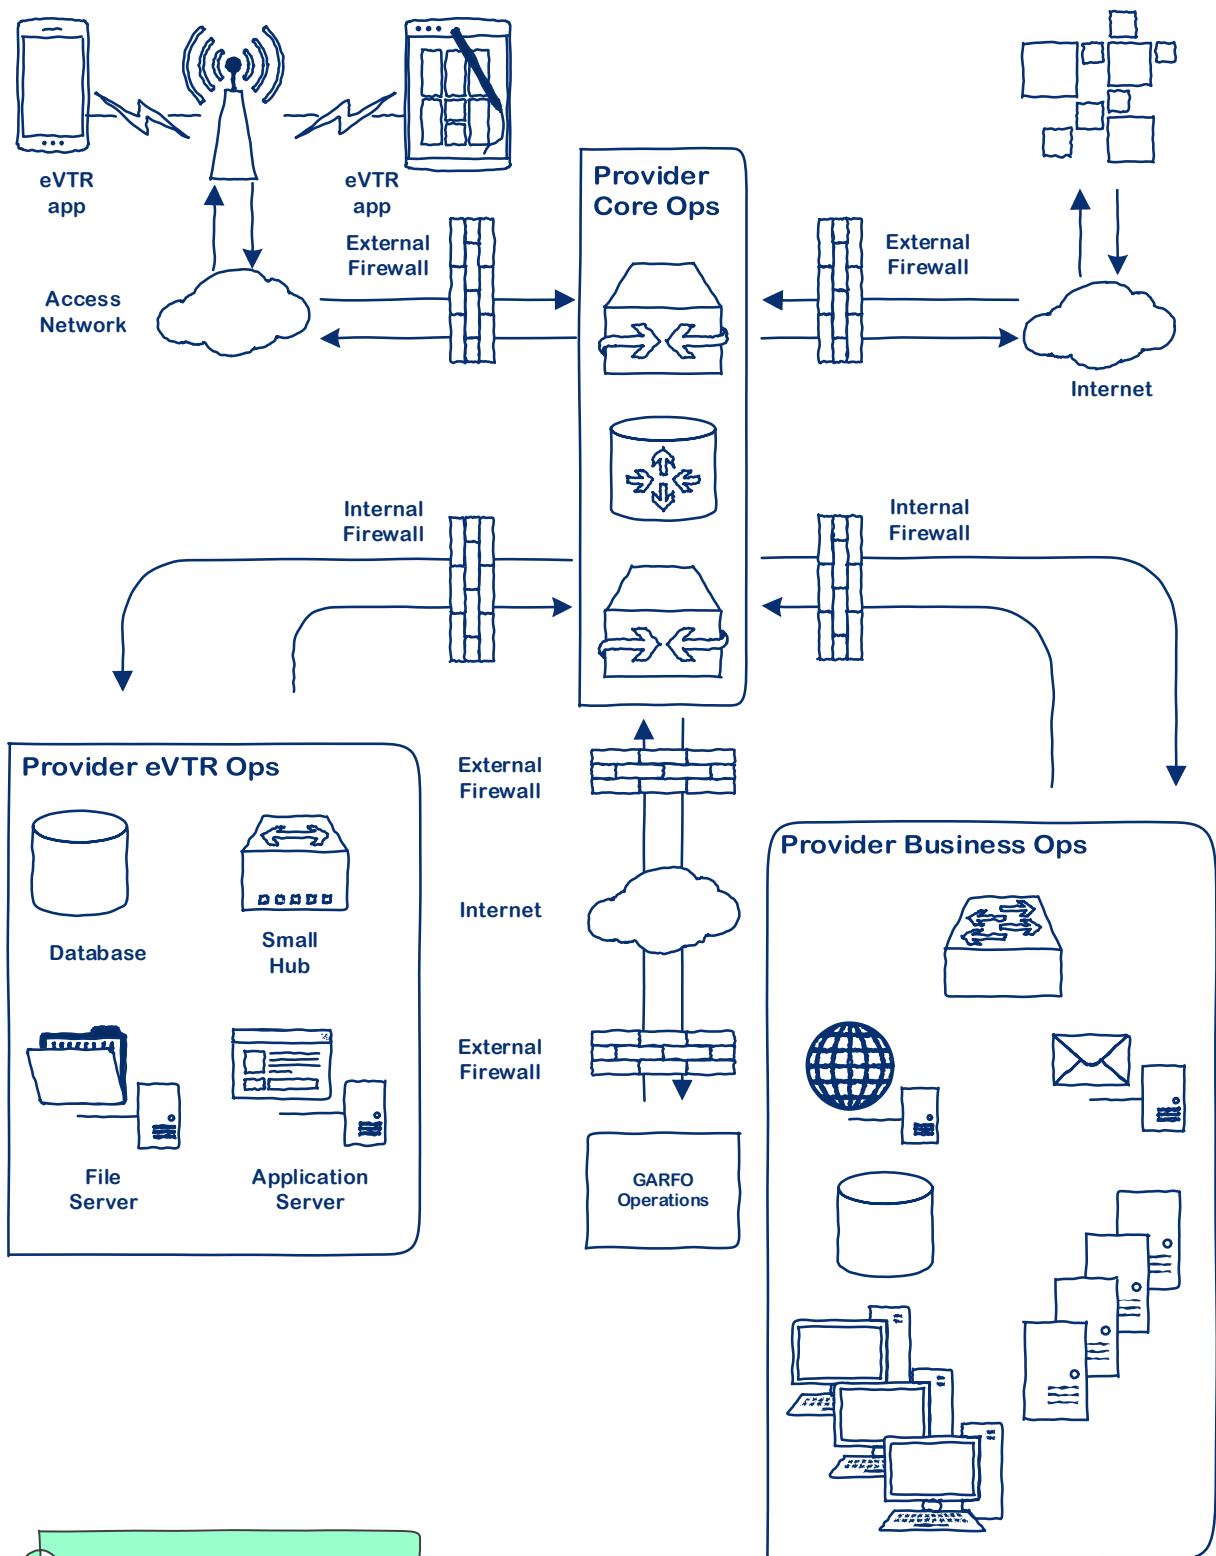 eVTR
app
eVTR
app
Provider
Core Ops
External
Firewall
External
Firewall
Access
Network
Internet
Internal
Firewall
Internal
Firewall
Provider eVTR Ops
External
Firewall
Provider Business Ops
Database
Small
Hub
Internet
External
Firewall
File
Server
Application
Server
GARFO
Operations